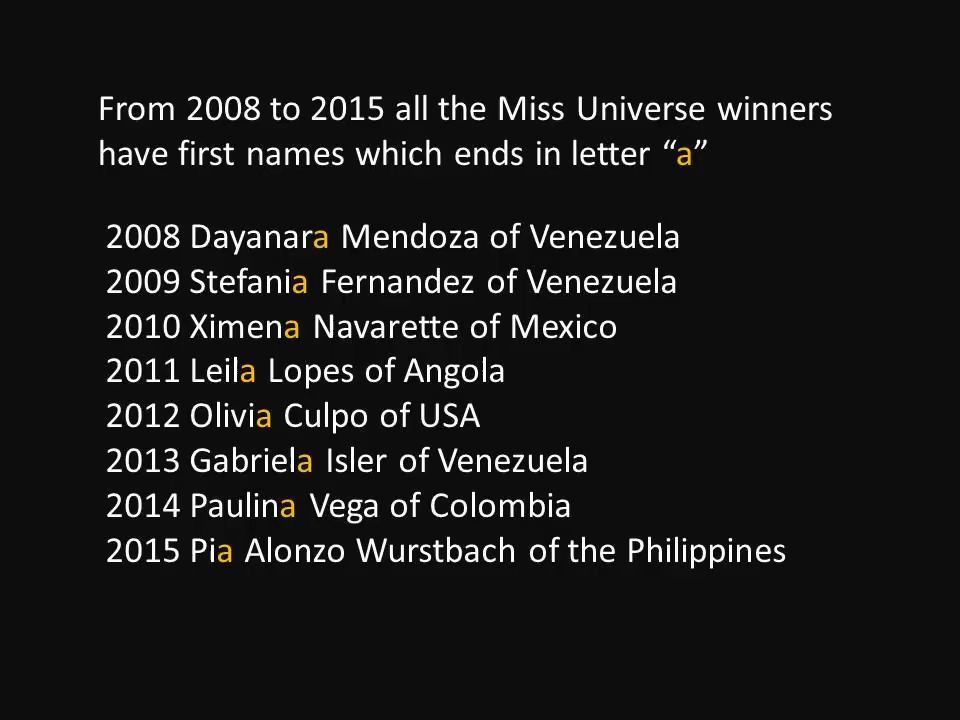 From 2008 to 2015 all the Miss Universe winners
have first names which ends in letter “a”
2008 Dayanara Mendoza of Venezuela
2009 Stefania Fernandez of Venezuela
2010 Ximena Navarette of Mexico
2011 Leila Lopes of Angola
2012 Olivia Culpo of USA
2013 Gabriela Isler of Venezuela
2014 Paulina Vega of Colombia
2015 Pia Alonzo Wurstbach of the Philippines